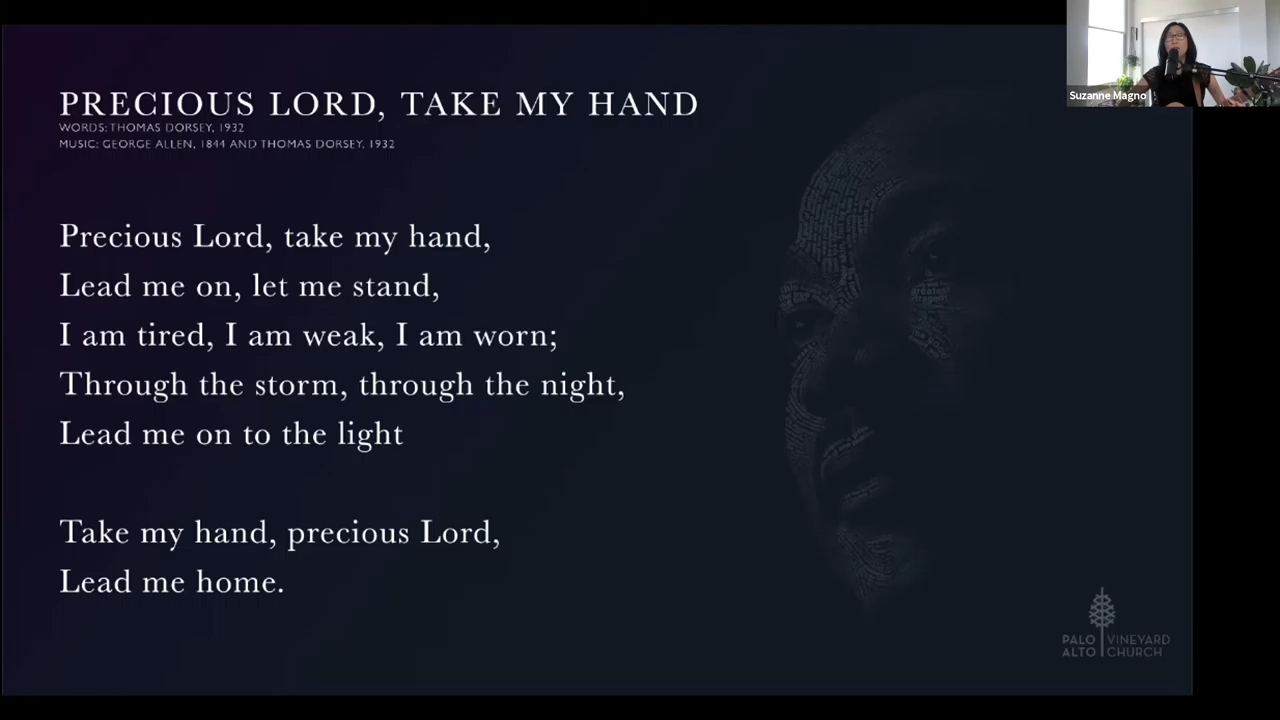 PRECIOUS LORD, TAKE MY HAND
WORDS: THOMAS DORSEY, 1932
MUSIC: GEORGE ALLEN, 1844 AND THOMAS DORSEY, 1932
Precious Lord, take my hand,
Lead me on, let me stand,
I am tired, I am weak, I am worn;
Through the storm, through the night,
Lead me on to the light
Take my hand, precious Lord,
Lead me home.
Suzanne Magno
PALO VINEYARD
ALTO CHURCH